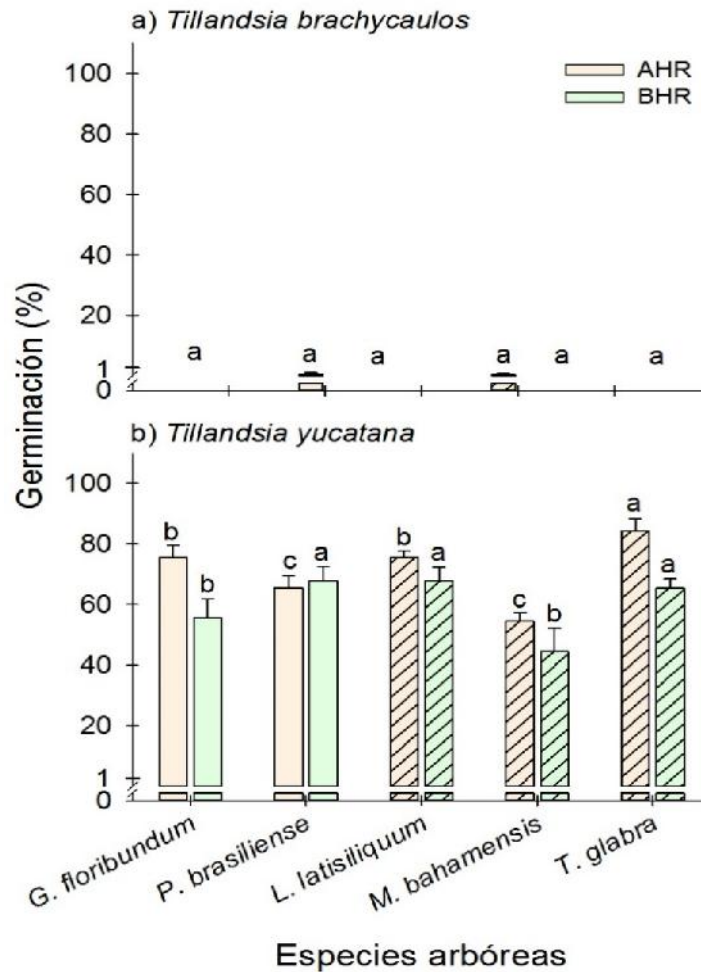 a) Tillandsia brachycaulos
AHR
BHR
100
80
60
40
20
1
0
a a a a a a
Germinación (%)
b) Tillandsia yucatana
100
80
60
40
20
1
0
b b c a b a c b a a
G. floribundum
P. brasiliense
L. latisiliquum
M. bahamensis
T. glabra
Especies arbóreas